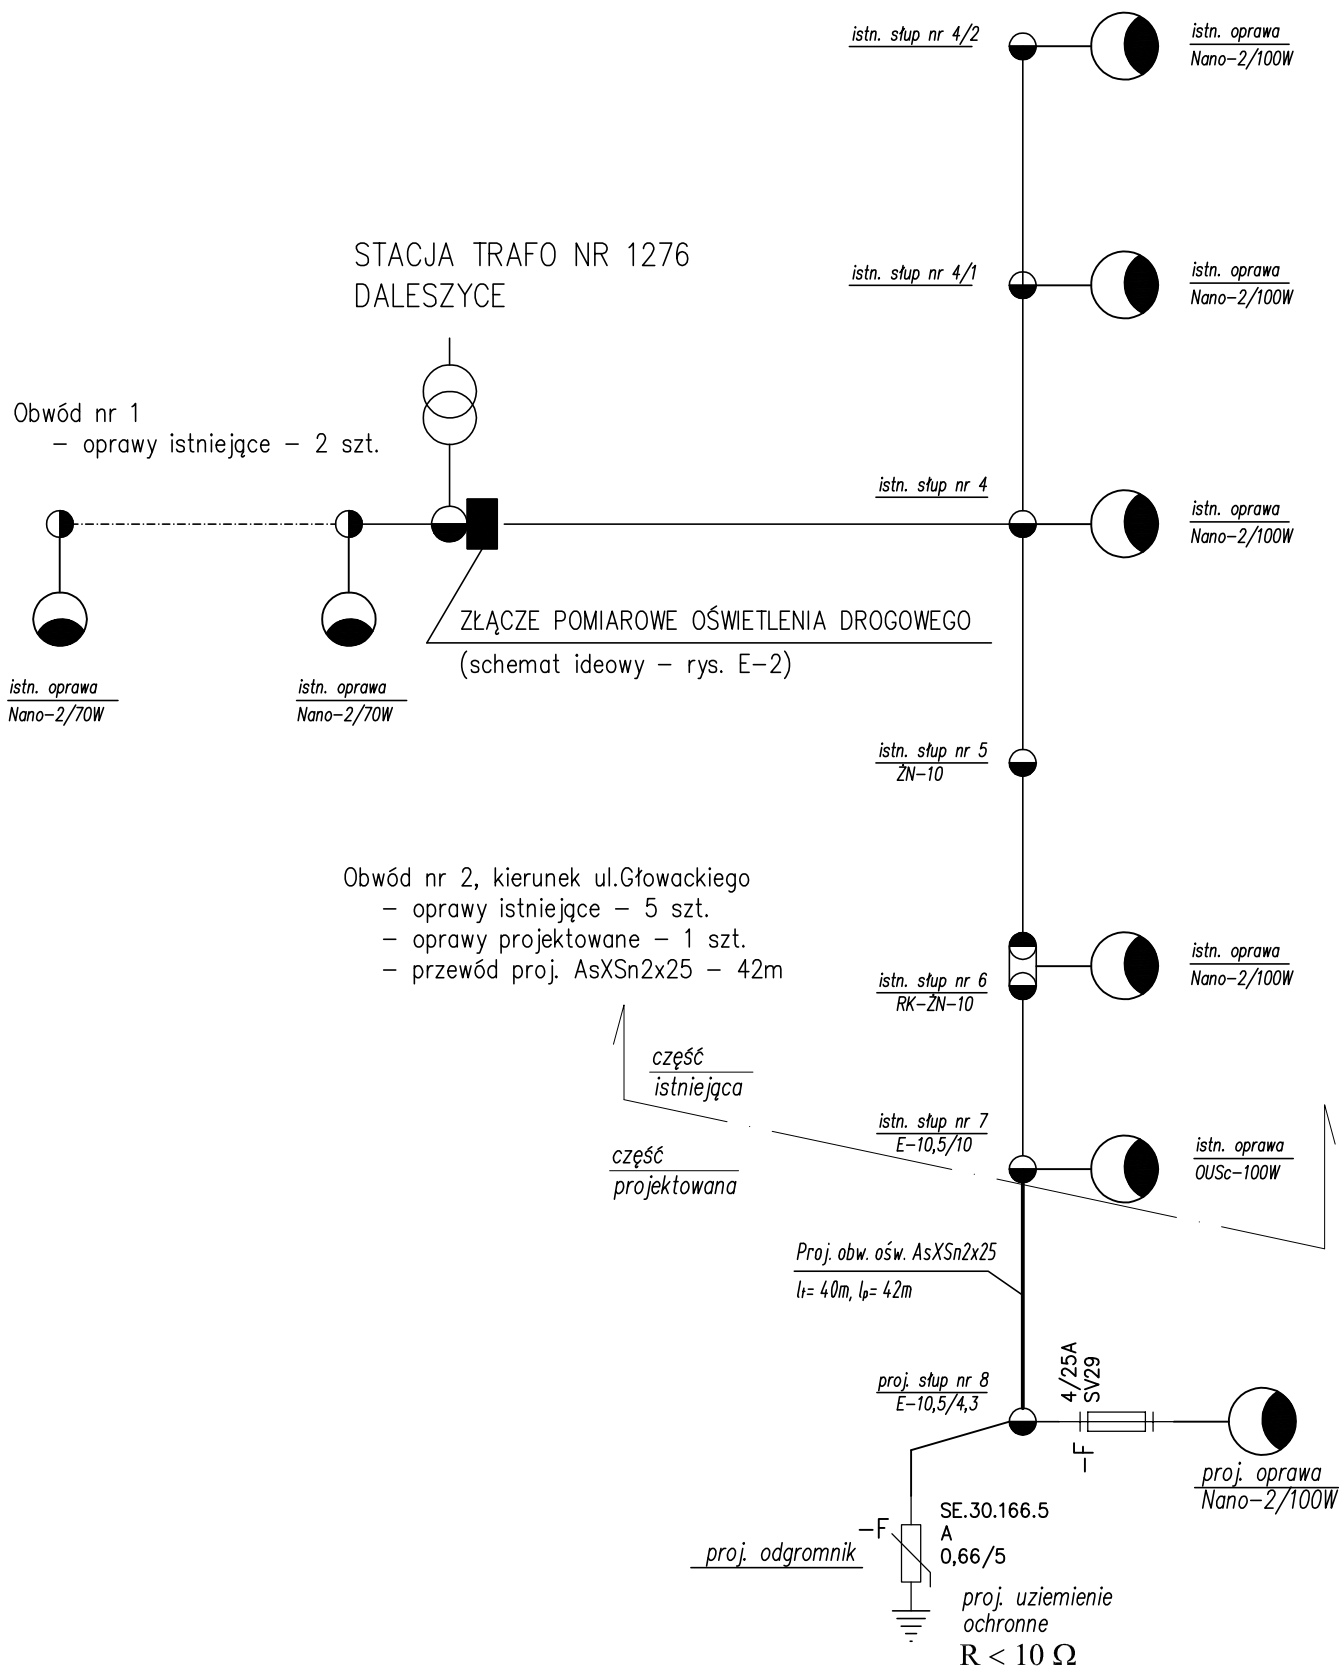 istn. słup nr 4/2
istn. oprawa
Nano-2/100W
STACJA TRAFO NR 1276
DALESZYCE
istn. słup nr 4/1
istn. oprawa
Nano-2/100W
Obwód nr 1
- oprawy istniejące - 2 szt.
istn. słup nr 4
istn. oprawa
Nano-2/100W
ZŁĄCZE POMIAROWE OŚWIETLENIA DROGOWEGO
(schemat ideowy - rys. E-2)
istn. oprawa
Nano-2/70W
istn. oprawa
Nano-2/70W
istn. słup nr 5
ŻN-10
Obwód nr 2, kierunek ul.Głowackiego
- oprawy istniejące - 5 szt.
- oprawy projektowane - 1 szt.
- przewód proj. AsXSn2x25 - 42m
istn. słup nr 6
RK-ŻN-10
istn. oprawa
Nano-2/100W
część
istniejąca
część
projektowana
istn. słup nr 7
E-10,5/10
istn. oprawa
OUSc-100W
Proj. obw. ośw. AsXSn2x25
lt= 40m, lp= 42m
proj. słup nr 8
E-10,5/4,3
4/25A
SV29
-F
proj. oprawa
Nano-2/100W
-F
SE.30.166.5
A
0,66/5
proj. odgromnik
proj. uziemienie
ochronne
R < 10 Ω